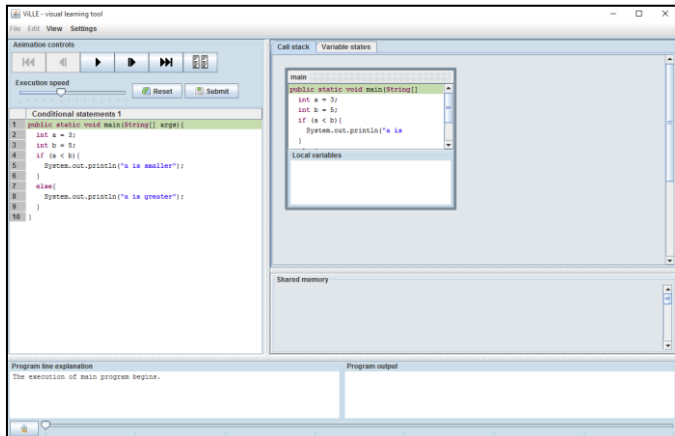 ViLLE - visual learning tool
File Edit View Settings
Animation controls
Execution speed
Reset
Submit
Conditional statements 1
1 public static void main(String[] args){
2 int a = 3;
3 int b = 5;
4 if (a < b){
5 System.out.println("a is smaller");
6 }
7 else{
8 System.out.println("a is greater");
9 }
10 }
Call stack Variable states
main
public static void main(String[]
int a = 3;
int b = 5;
if (a < b){
System.out.println("a is
}
Local variables
Shared memory
Program line explanation
The execution of main program begins.
Program output